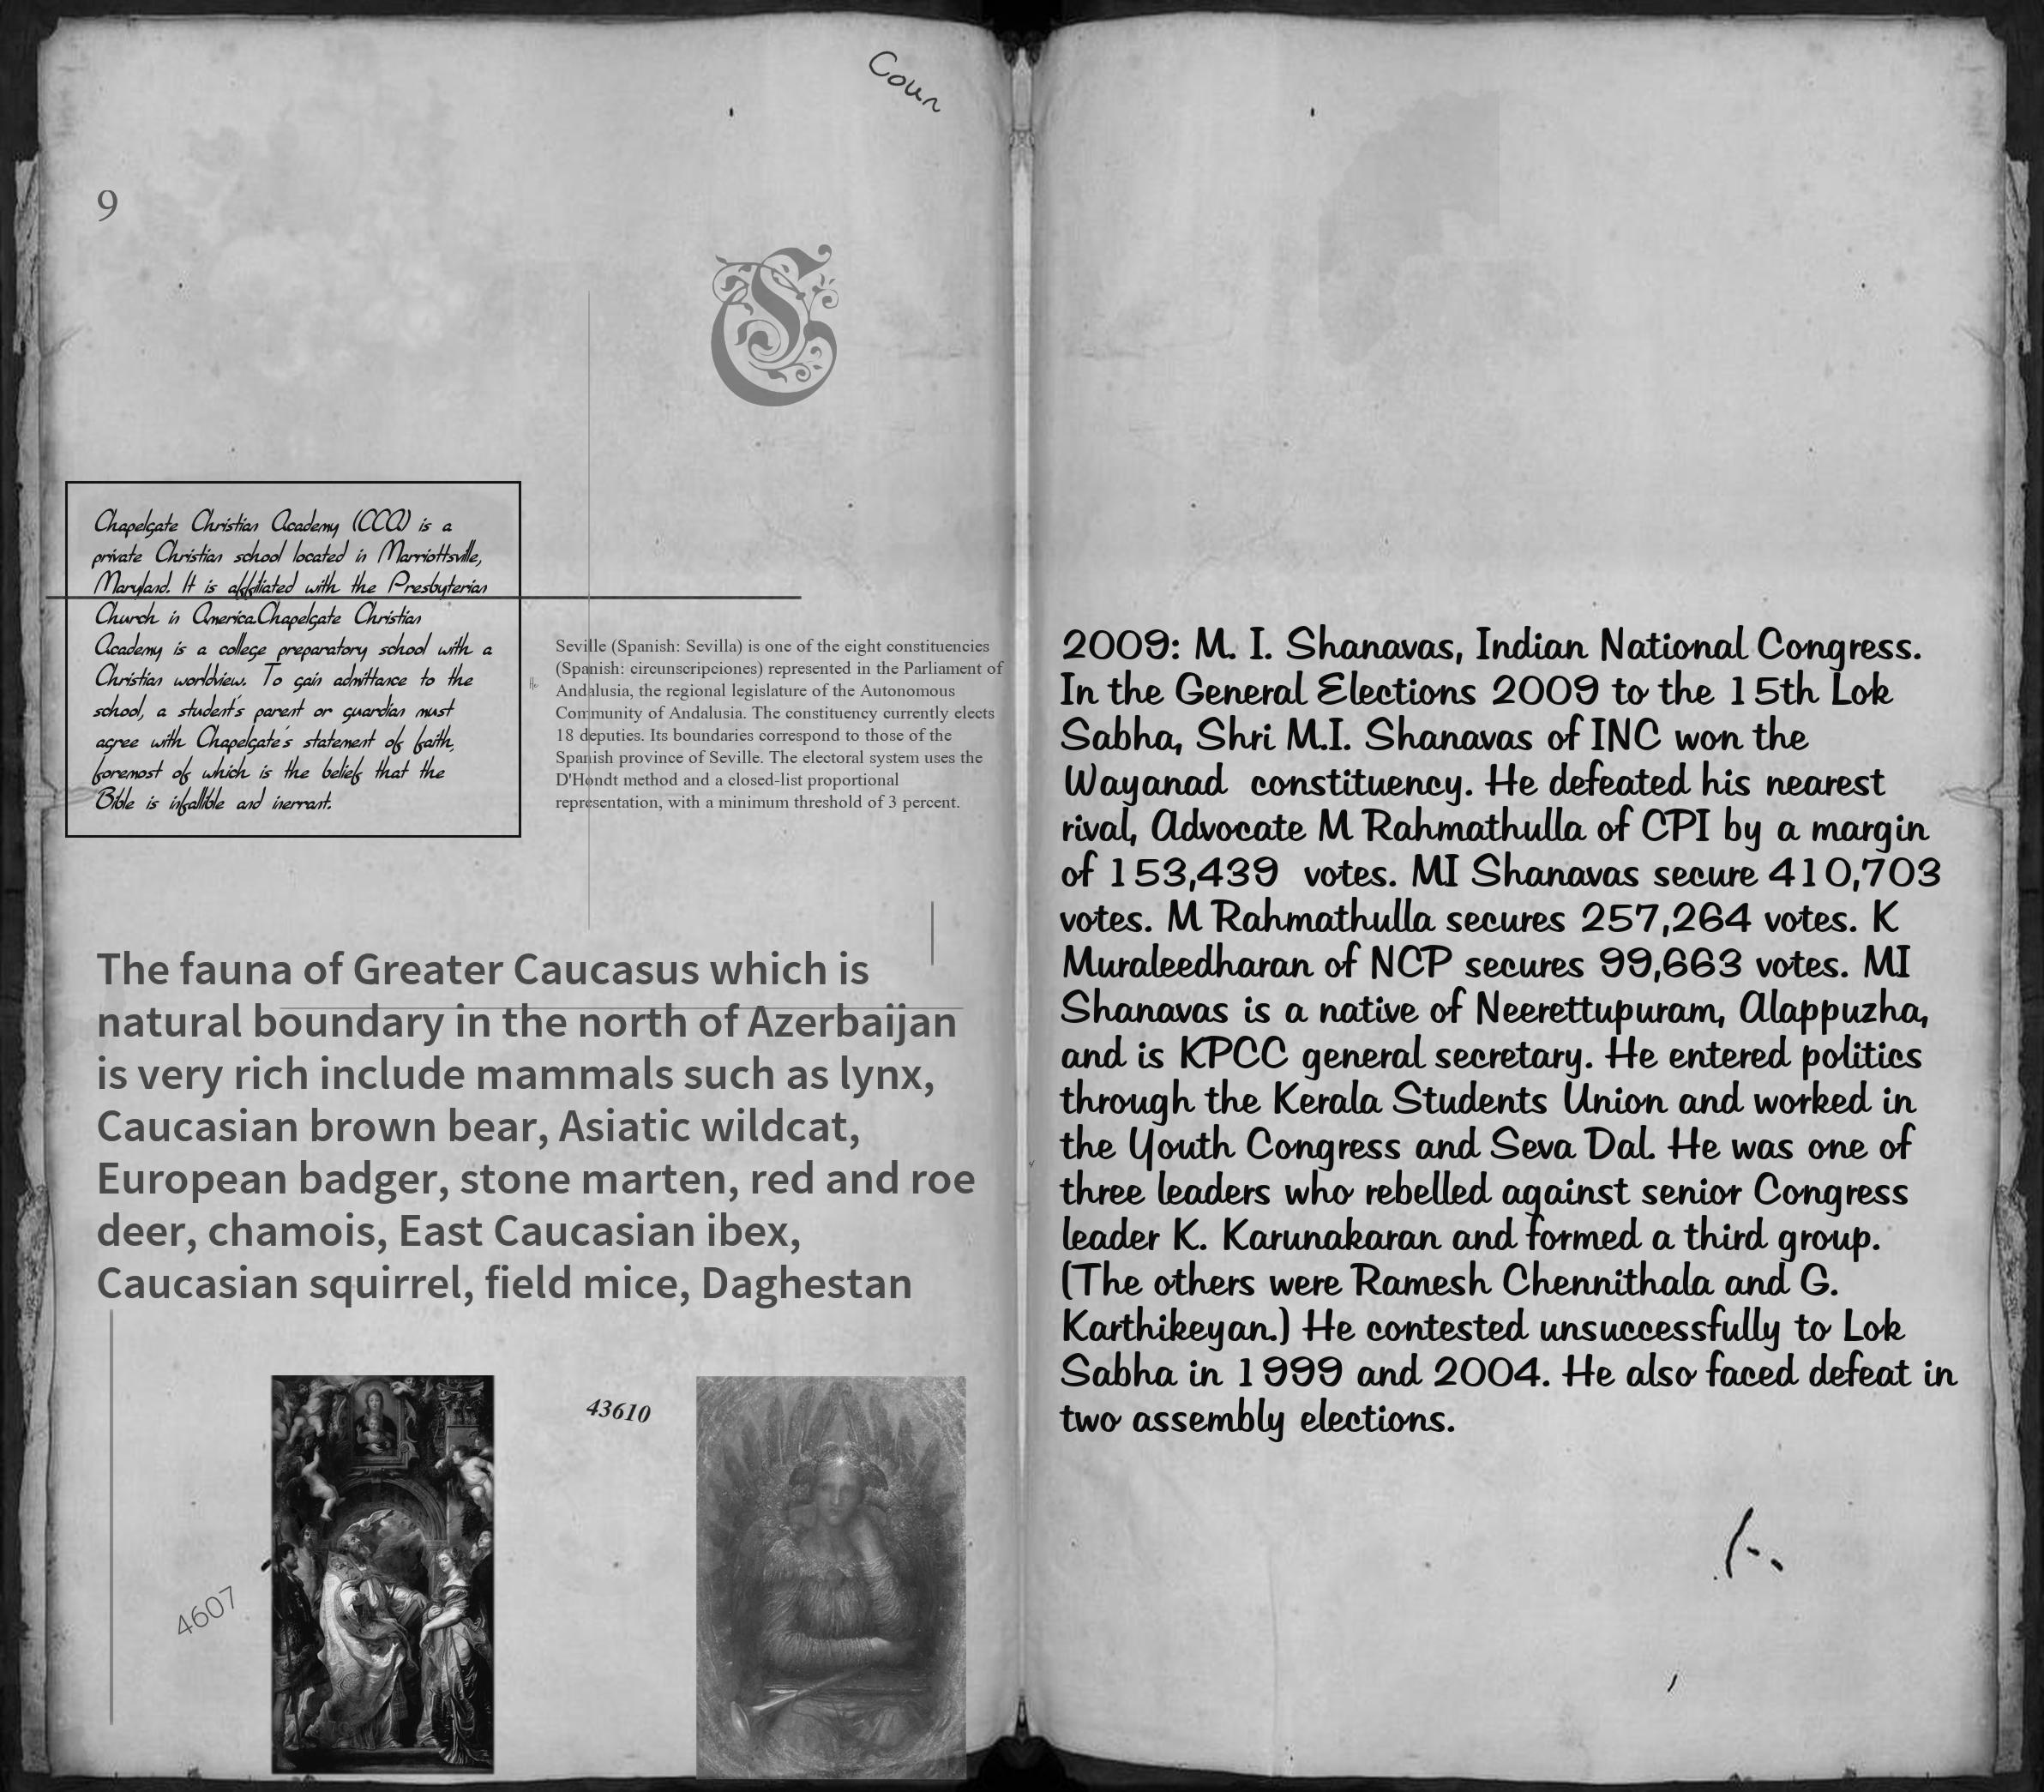 Coun
9
Chapelgate Christian Academy (CCA) is a
private Christian school located in Marriottsville,
Maryland. It is affiliated with the Presbyterian
Church in America.Chapelgate Christian
Academy is a college preparatory school with a
Christian worldview. To gain admittance to the
school, a student's parent or guardian must
agree with Chapelgate's statement of faith,
foremost of which is the belief that the
Bible is infallible and inerrant.
Seville (Spanish: Sevilla) is one of the eight constituencies
(Spanish: circunscripciones) represented in the Parliament of
Andalusia, the regional legislature of the Autonomous
Community of Andalusia. The constituency currently elects
18 deputies. Its boundaries correspond to those of the
Spanish province of Seville. The electoral system uses the
D'Hondt method and a closed-list proportional
representation, with a minimum threshold of 3 percent.
The fauna of Greater Caucasus which is
natural boundary in the north of Azerbaijan
is very rich include mammals such as lynx,
Caucasian brown bear, Asiatic wildcat,
European badger, stone marten, red and roe
deer, chamois, East Caucasian ibex,
Caucasian squirrel, field mice, Daghestan
43610
4607
2009: M. I. Shanavas, Indian National Congress.
In the General Elections 2009 to the 15th Lok
Sabha, Shri M.I. Shanavas of INC won the
Wayanad constituency. He defeated his nearest
rival, Advocate M Rahmathulla of CPI by a margin
of 153,439 votes. MI Shanavas secure 410,703
votes. M Rahmathulla secures 257,264 votes. K
Muraleedharan of NCP secures 99,663 votes. MI
Shanavas is a native of Neerettupuram, Alappuzha,
and is KPCC general secretary. He entered politics
through the Kerala Students Union and worked in
the Youth Congress and Seva Dal. He was one of
three leaders who rebelled against senior Congress
leader K. Karunakaran and formed a third group.
(The others were Ramesh Chennithala and G.
Karthikeyan.) He contested unsuccessfully to Lok
Sabha in 1999 and 2004. He also faced defeat in
two assembly elections.